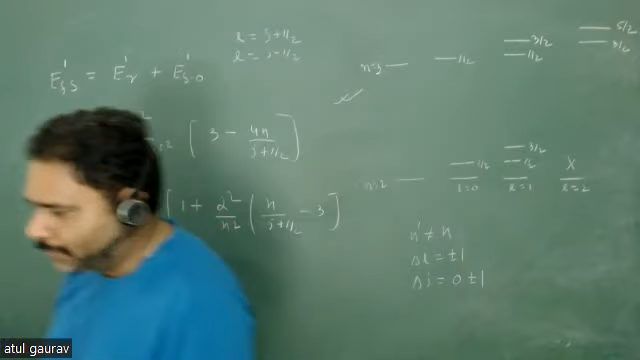 l = j+1/2
l = j-1/2
E'fs = E'r + E's.o
[ 3 - 4n / j+1/2 ]
[ 1 + α² / n² ( n / j+1/2 - 3 ) ]
n=3
1/2
3/2
1/2
5/2
3/2
n=2
1/2
l=0
3/2
1/2
l=1
X
l=2
n' ≠ n
Δl = ±1
Δj = 0 ±1
atul gaurav